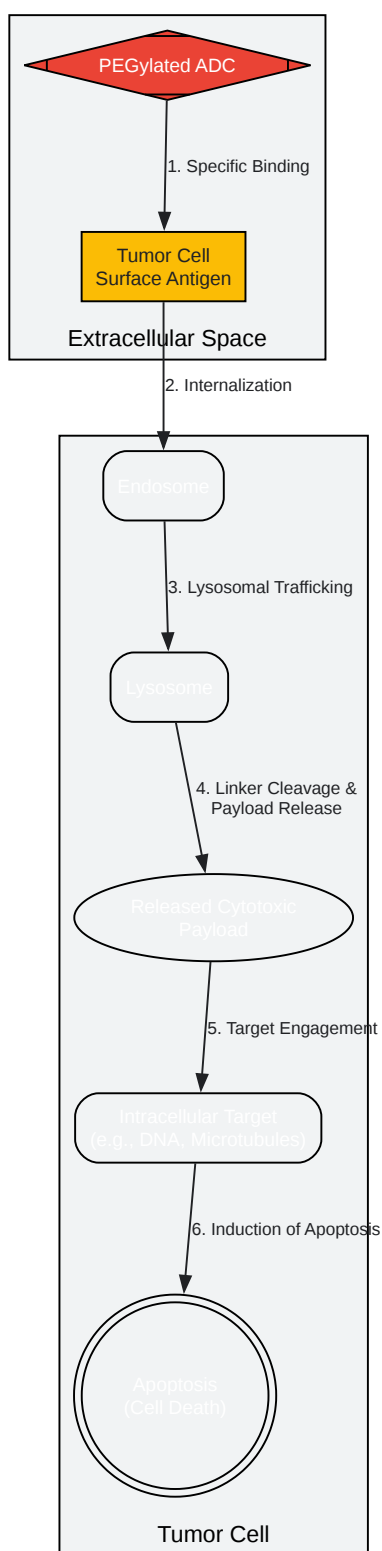 PEGylated ADC
1. Specific Binding
Tumor Cell
Surface Antigen
Extracellular Space
2. Internalization
Endosome
3. Lysosomal Trafficking
Lysosome
4. Linker Cleavage &
Payload Release
Released Cytotoxic
Payload
5. Target Engagement
Intracellular Target
(e.g., DNA, Microtubules)
6. Induction of Apoptosis
Apoptosis
(Cell Death)
Tumor Cell